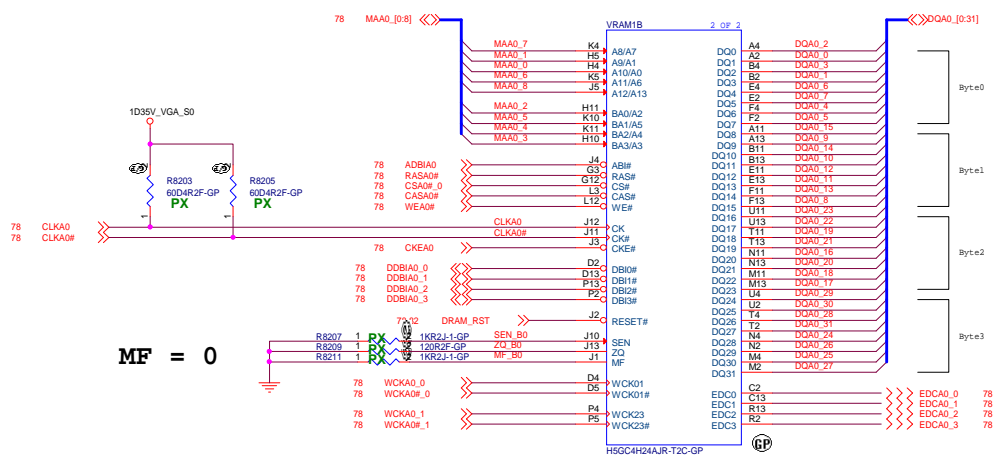 78 MAA0_[0:8]
VRAM1B 2 OF 2
DQA0_[0:31] 78
MAA0_7 K4 A8/A7
MAA0_1 H5 A9/A1
MAA0_0 H4 A10/A0
MAA0_6 K5 A11/A6
MAA0_8 J5 A12/A13
MAA0_2 H11 BA0/A2
MAA0_5 K10 BA1/A5
MAA0_4 K11 BA2/A4
MAA0_3 H10 BA3/A3
1D35V_VGA_S0
R8203
60D4R2F-GP
PX
1
R8205
60D4R2F-GP
PX
1
78 ADBIA0 J4 ABI#
78 RASA0# G3 RAS#
78 CSA0#_0 G12 CS#
78 CASA0# L3 CAS#
78 WEA0# L12 WE#
78 CLKA0 CLKA0 J12 CK
78 CLKA0# CLKA0# J11 CK#
78 CKEA0 J3 CKE#
78 DDBIA0_0 D2 DBI0#
78 DDBIA0_1 D13 DBI1#
78 DDBIA0_2 P13 DBI2#
78 DDBIA0_3 P2 DBI3#
DRAM_RST J2 RESET#
R8207 1 PX 2 1KR2J-1-GP SEN_B0 J10 SEN
R8209 1 PX 2 120R2F-GP ZQ_B0 J13 ZQ
R8211 1 PX 2 1KR2J-1-GP MF_B0 J1 MF
MF = 0
78 WCKA0_0 D4 WCK01
78 WCKA0#_0 D5 WCK01#
78 WCKA0_1 P4 WCK23
78 WCKA0#_1 P5 WCK23#
DQ0 A4 DQA0_2
DQ1 A2 DQA0_0
DQ2 B4 DQA0_3
DQ3 B2 DQA0_1
DQ4 E4 DQA0_6
DQ5 E2 DQA0_7
DQ6 F4 DQA0_4
DQ7 F2 DQA0_5
Byte0
DQ8 A11 DQA0_15
DQ9 A13 DQA0_9
DQ10 B11 DQA0_14
DQ11 B13 DQA0_10
DQ12 E11 DQA0_12
DQ13 E13 DQA0_11
DQ14 F11 DQA0_13
DQ15 F13 DQA0_8
Byte1
DQ16 U11 DQA0_23
DQ17 U13 DQA0_22
DQ18 T11 DQA0_19
DQ19 T13 DQA0_21
DQ20 N11 DQA0_16
DQ21 N13 DQA0_20
DQ22 M11 DQA0_18
DQ23 M13 DQA0_17
Byte2
DQ24 U4 DQA0_29
DQ25 U2 DQA0_30
DQ26 T4 DQA0_28
DQ27 T2 DQA0_31
DQ28 N4 DQA0_24
DQ29 N2 DQA0_26
DQ30 M4 DQA0_25
DQ31 M2 DQA0_27
Byte3
EDC0 C2 EDCA0_0 78
EDC1 C13 EDCA0_1 78
EDC2 R13 EDCA0_2 78
EDC3 R2 EDCA0_3 78
GP
H5GC4H24AJR-T2C-GP